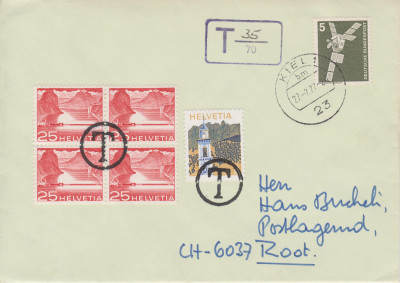 T 35/70
5
DEUTSCHE BUNDESPOST
KIEL 1
bm
23
HELVETIA
25
25
25 HELVETIA
25 HELVETIA
T
T
Herr
Hans Bucheli,
Postlagernd,
CH-6037 Root.